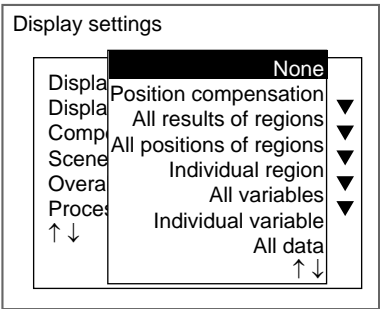 Display settings
None
Position compensation
All results of regions
All positions of regions
Individual region
All variables
Individual variable
All data
↑↓
Displa
Displa
Comp
Scene
Overa
Proces
↑↓